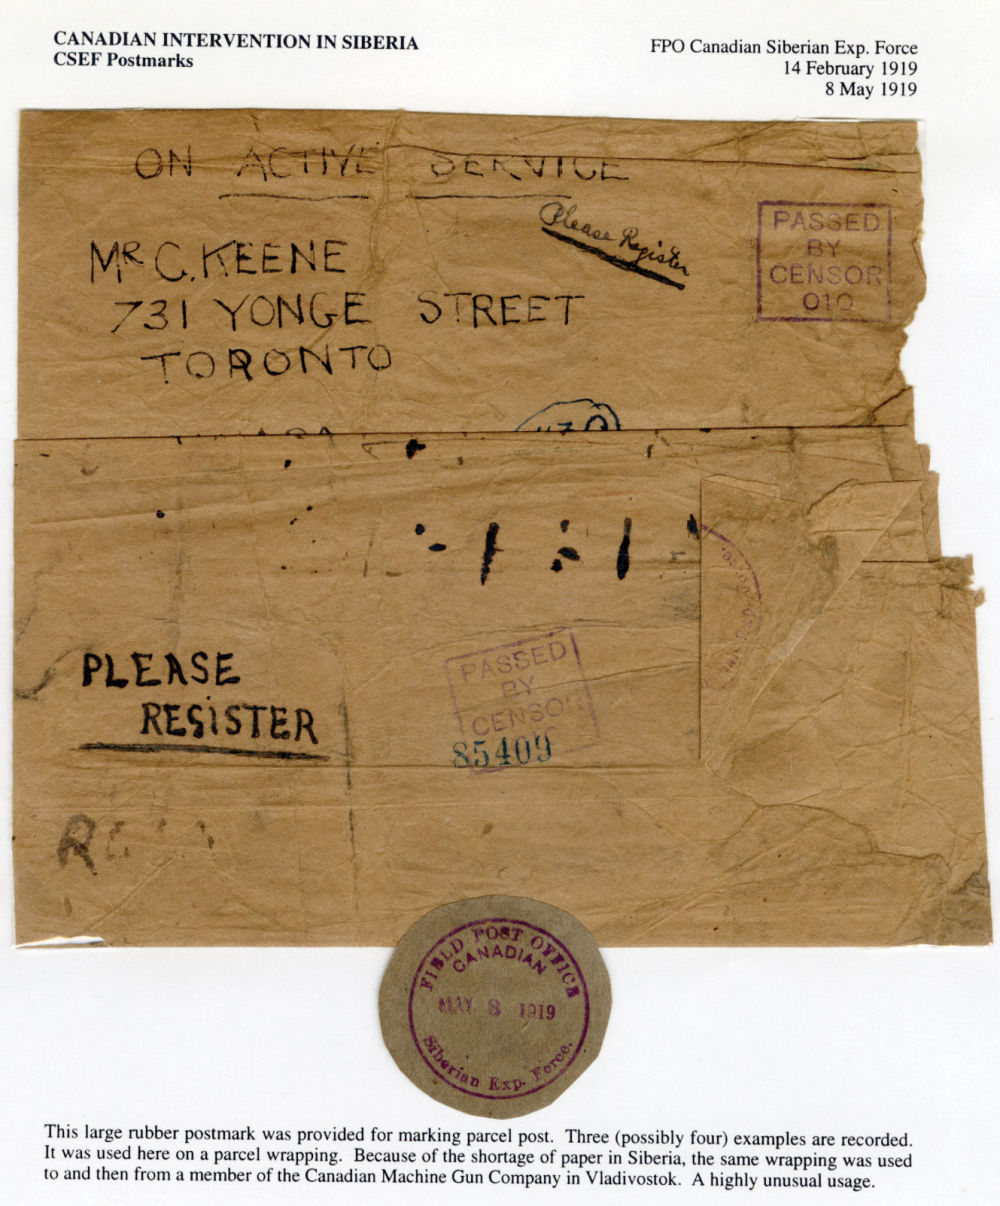 CANADIAN INTERVENTION IN SIBERIA
CSEF Postmarks
FPO Canadian Siberian Exp. Force
14 February 1919
8 May 1919
ON ACTIVE SERVICE
Please Register
PASSED
BY
CENSOR
010
MR C. KEENE
731 YONGE STREET
TORONTO
PLEASE
REGISTER
PASSED
BY
CENSOR
85409
FIELD POST OFFICE
CANADIAN
MAY 8 1919
Siberian Exp. Force.
This large rubber postmark was provided for marking parcel post. Three (possibly four) examples are recorded.
It was used here on a parcel wrapping. Because of the shortage of paper in Siberia, the same wrapping was used
to and then from a member of the Canadian Machine Gun Company in Vladivostok. A highly unusual usage.